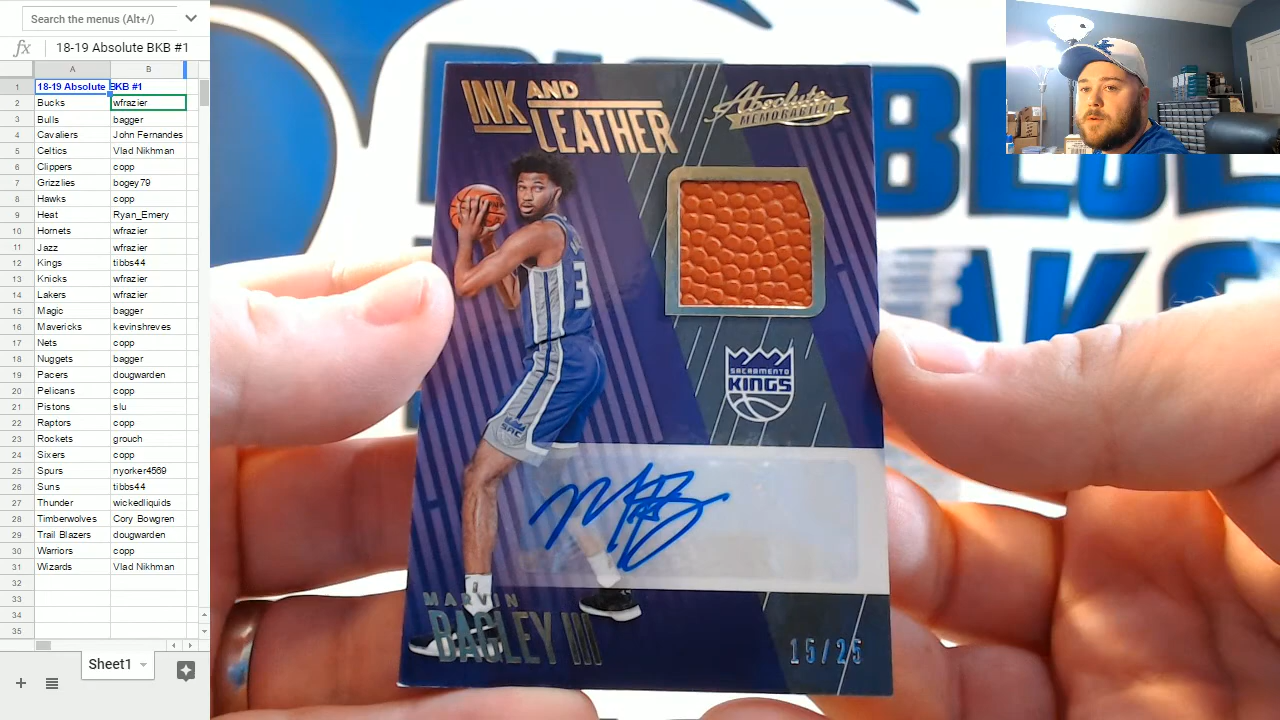 Search the menus (Alt+/)
fx 18-19 Absolute BKB #1
A B
1 18-19 Absolute BKB #1
2 Bucks wfrazier
3 Bulls bagger
4 Cavaliers John Fernandes
5 Celtics Vlad Nikhman
6 Clippers copp
7 Grizzlies bogey79
8 Hawks copp
9 Heat Ryan_Emery
10 Hornets wfrazier
11 Jazz wfrazier
12 Kings tibbs44
13 Knicks wfrazier
14 Lakers wfrazier
15 Magic bagger
16 Mavericks kevinshreves
17 Nets copp
18 Nuggets bagger
19 Pacers dougwarden
20 Pelicans copp
21 Pistons slu
22 Raptors copp
23 Rockets grouch
24 Sixers copp
25 Spurs nyorker4569
26 Suns tibbs44
27 Thunder wickedliquids
28 Timberwolves Cory Bowgren
29 Trail Blazers dougwarden
30 Warriors copp
31 Wizards Vlad Nikhman
32
33
34
35
Sheet1
INK AND
LEATHER
Absolute
MEMORABILIA
3
SACRAMENTO
KINGS
SAC
MARVIN
BAGLEY III
15/25